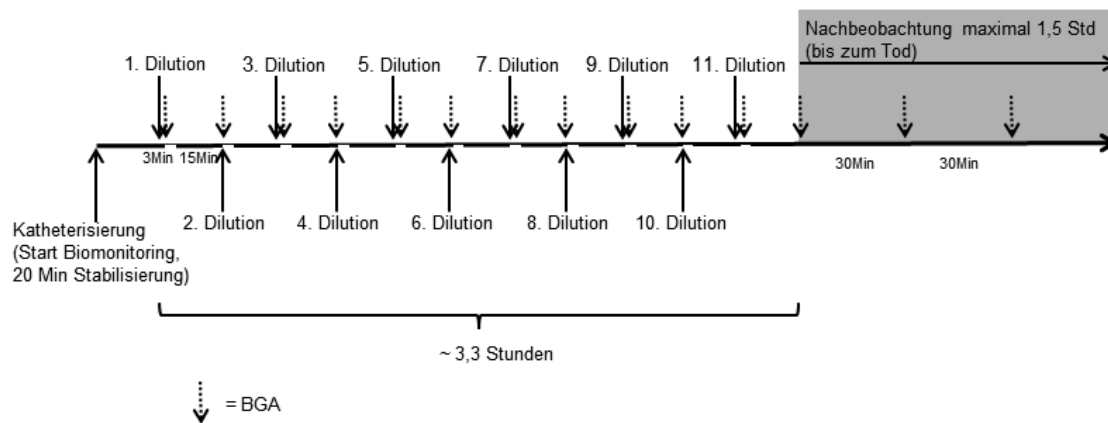 Nachbeobachtung maximal 1,5 Std
(bis zum Tod)
1. Dilution
3. Dilution
5. Dilution
7. Dilution
9. Dilution
11. Dilution
3Min
15Min
30Min
30Min
2. Dilution
4. Dilution
6. Dilution
8. Dilution
10. Dilution
Katheterisierung
(Start Biomonitoring,
20 Min Stabilisierung)
~ 3,3 Stunden
= BGA